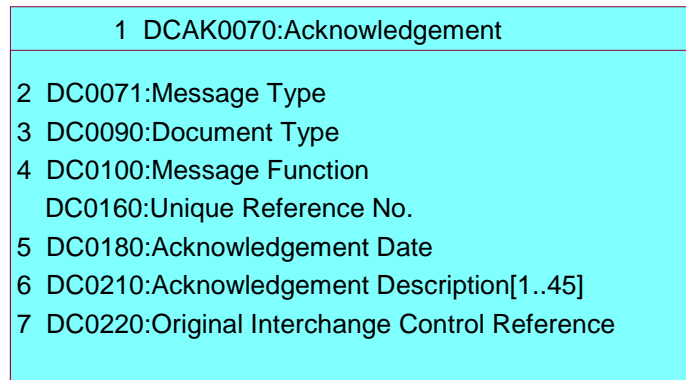 1 DCAK0070:Acknowledgement
2 DC0071:Message Type
3 DC0090:Document Type
4 DC0100:Message Function
DC0160:Unique Reference No.
5 DC0180:Acknowledgement Date
6 DC0210:Acknowledgement Description[1..45]
7 DC0220:Original Interchange Control Reference